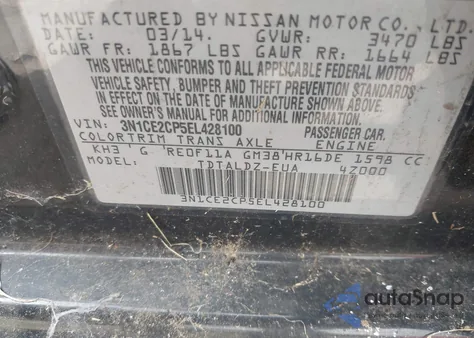 MANUFACTURED BY NISSAN MOTOR CO., LTD.
DATE: 03/14. GVWR: 3470 LBS
GAWR FR: 1867 LBS GAWR RR: 1664 LBS
THIS VEHICLE CONFORMS TO ALL APPLICABLE FEDERAL MOTOR
VEHICLE SAFETY, BUMPER AND THEFT PREVENTION STANDARDS
IN EFFECT ON THE DATE OF MANUFACTURE SHOWN ABOVE.
SEE OWNER'S MANUAL FOR ADDITIONAL INFORMATION.
VIN: 3N1CE2CP5EL428100 PASSENGER CAR.
COLOR TRIM TRANS AXLE ENGINE
KH3 G RE0F11A GM38 HR16DE 1598 CC
MODEL: TDTALDZ-EUA 4Z000
3N1CE2CP5EL428100
autoSnap